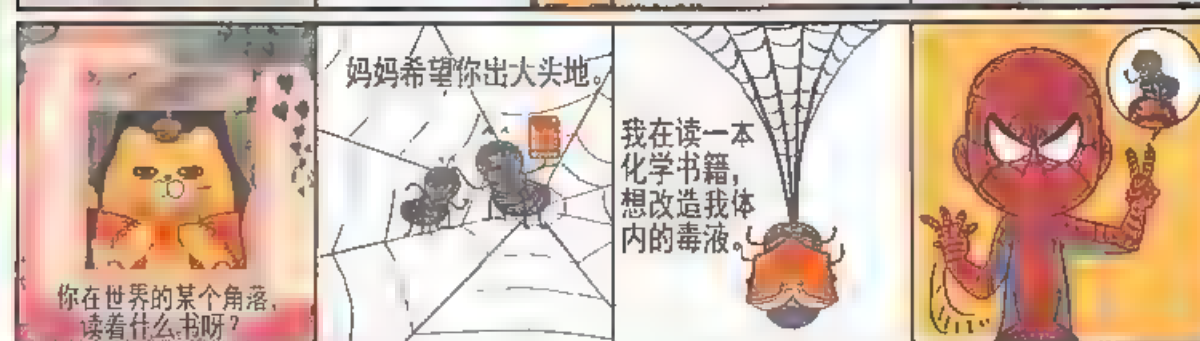 你在世界的某个角落，
读着什么书呀？
妈妈希望你出大头地。
我在读一本
化学书籍，
想改造我体
内的毒液。